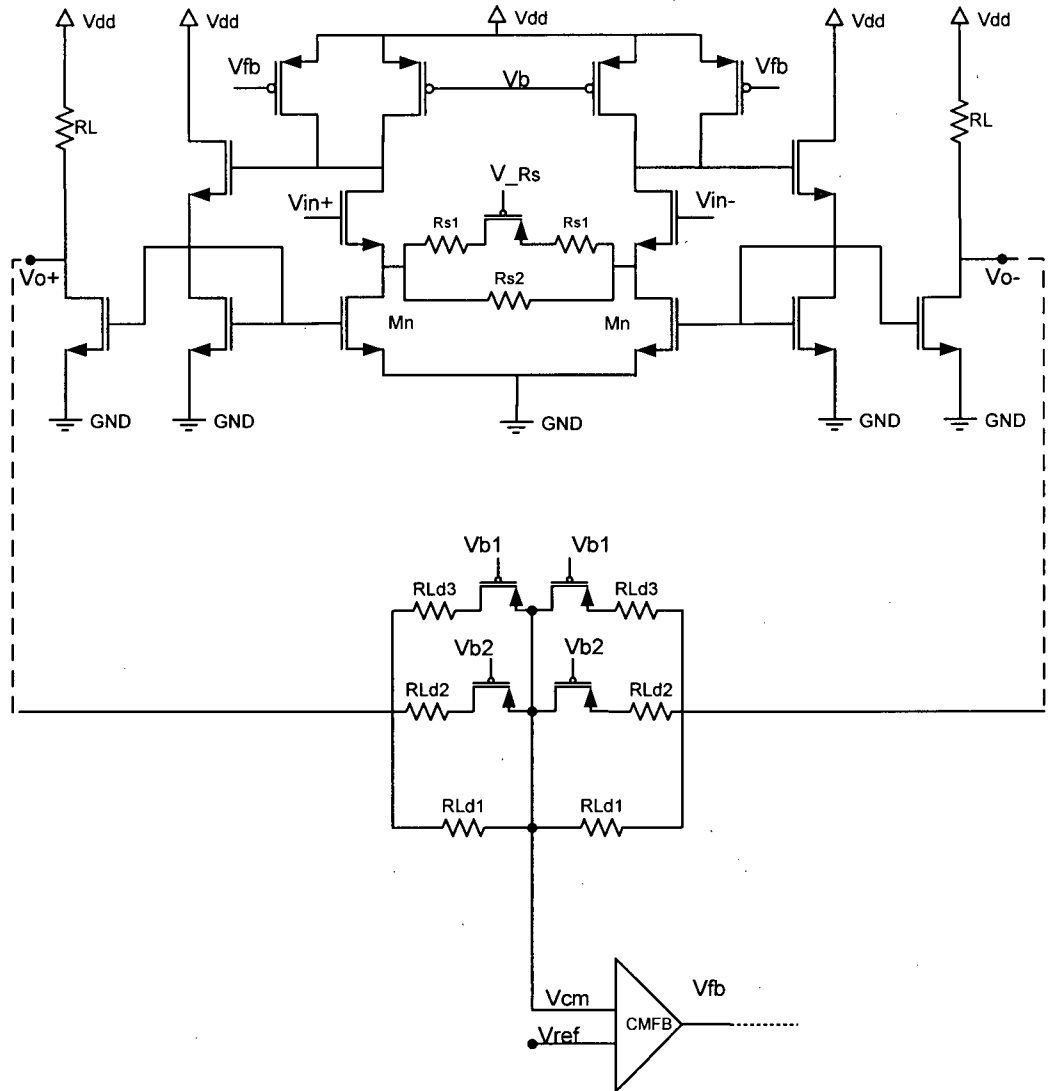 Vdd Vdd Vdd Vdd Vdd
Vfb Vb Vfb
RL RL
V_Rs
Vin+ Rs1 Rs1 Vin-
Rs2
Vo+ Vo-
Mn Mn
GND GND GND GND GND
Vb1 Vb1
RLd3 RLd3
Vb2 Vb2
RLd2 RLd2
RLd1 RLd1
Vcm Vfb
CMFB
Vref